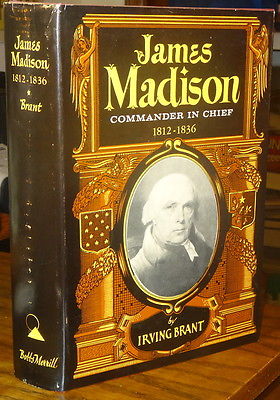 James
Madison
1812-1836
*
Brant
Bobbs Merrill
James
Madison
COMMANDER IN CHIEF
1812-1836
by
IRVING BRANT